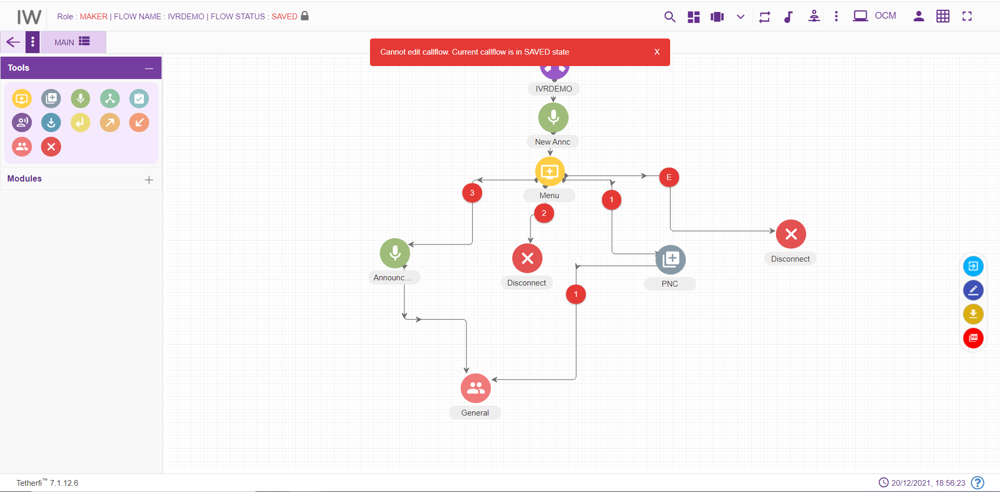 IW
Role : MAKER | FLOW NAME : IVRDEMO | FLOW STATUS : SAVED
OCM
MAIN
Cannot edit callflow. Current callflow is in SAVED state
X
Tools
Modules
IVRDEMO
New Annc
Menu
3
2
1
E
Announc...
Disconnect
PNC
Disconnect
1
General
PDF
Tetherfi™ 7.1.12.6
20/12/2021, 18:56:23
?